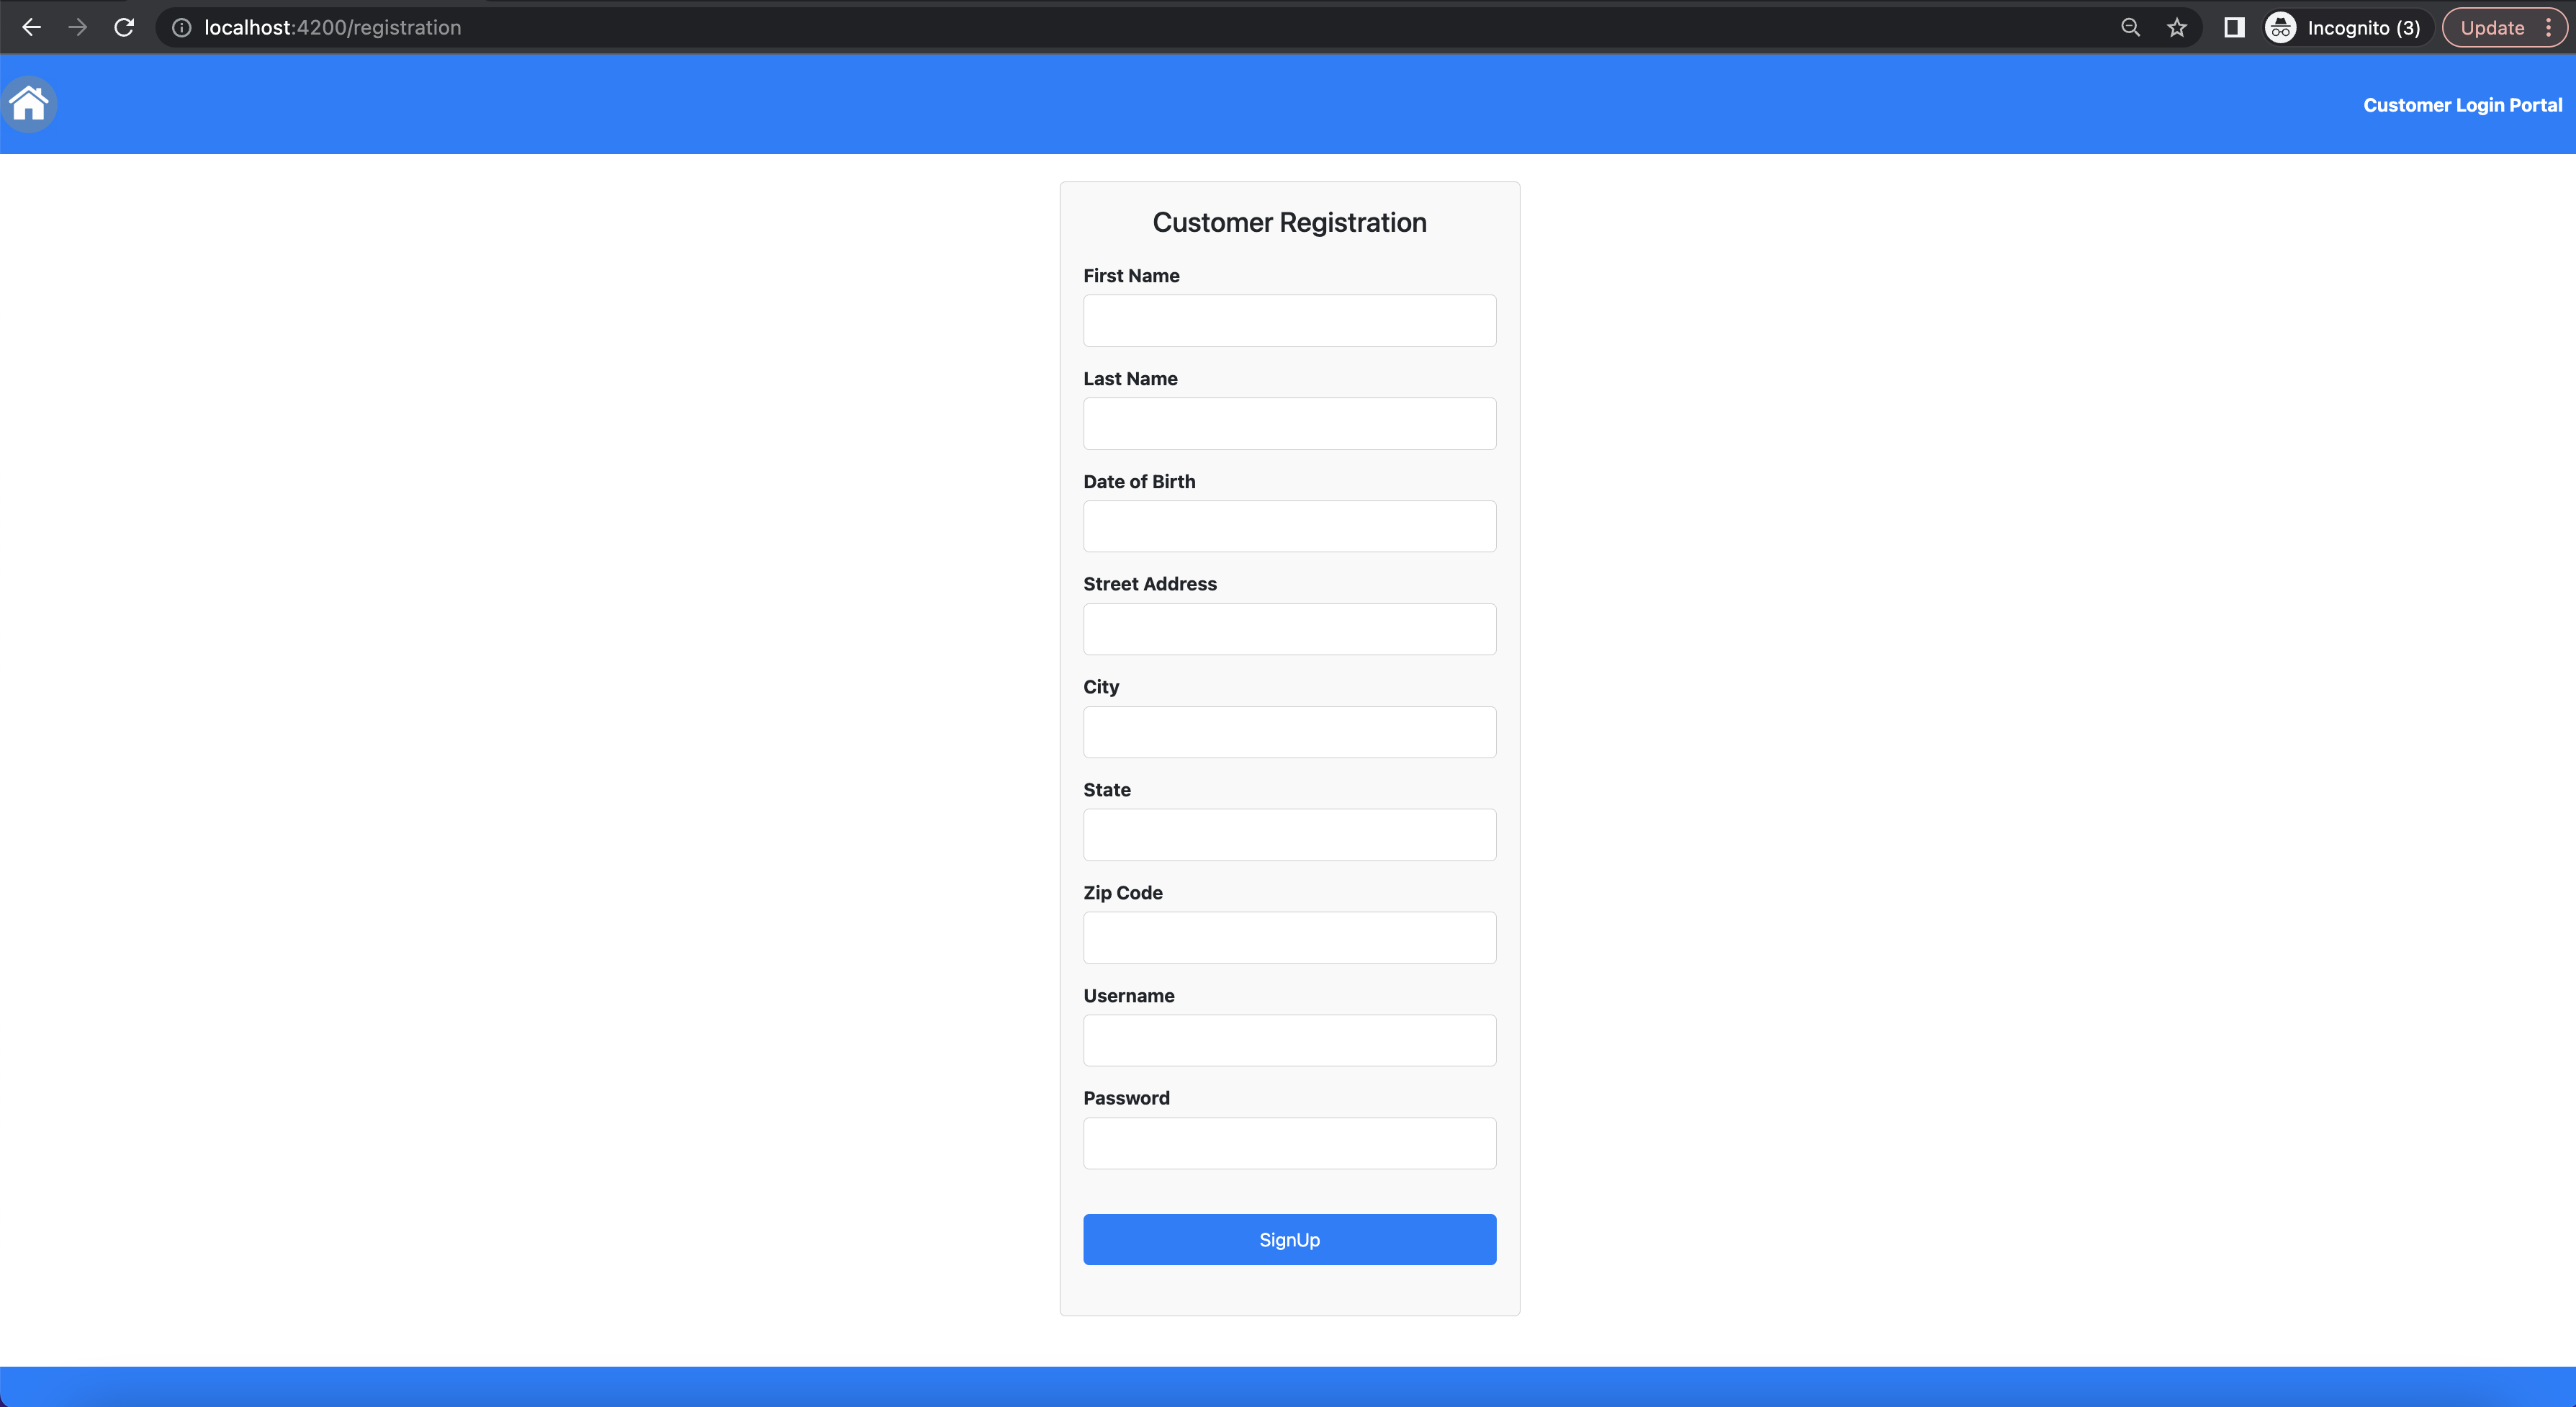 localhost:4200/registration
Incognito (3)
Update
Customer Login Portal
Customer Registration
First Name
Last Name
Date of Birth
Street Address
City
State
Zip Code
Username
Password
SignUp